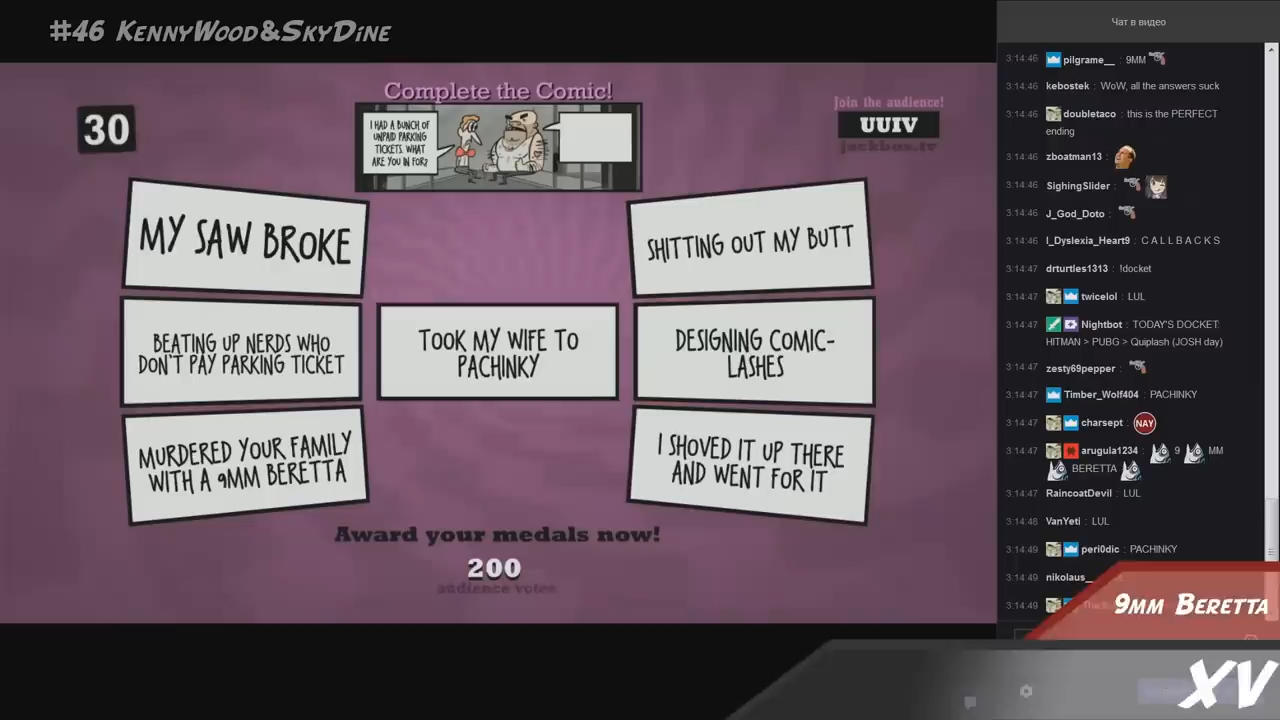 #46 KennyWood&SkyDine
Complete the Comic!
30
I HAD A BUNCH OF
UNPAID PARKING
TICKETS. WHAT
ARE YOU IN FOR?
Join the audience!
UUIV
jackbox.tv
MY SAW BROKE
SHITTING OUT MY BUTT
BEATING UP NERDS WHO
DON'T PAY PARKING TICKET
TOOK MY WIFE TO
PACHINKY
DESIGNING COMIC-
LASHES
MURDERED YOUR FAMILY
WITH A 9MM BERETTA
I SHOVED IT UP THERE
AND WENT FOR IT
Award your medals now!
200
audience votes
Чат в видео
3:14:46 pilgrame__ : 9MM
3:14:46 kebostek : WoW, all the answers suck
3:14:46 doubletaco : this is the PERFECT
ending
3:14:46 zboatman13 :
3:14:46 SighingSlider :
3:14:46 J_God_Doto :
3:14:46 I_Dyslexia_Heart9 : C A L L B A C K S
3:14:47 drturtles1313 : !docket
3:14:47 twicelol : LUL
3:14:47 Nightbot : TODAY'S DOCKET:
HITMAN > PUBG > Quiplash (JOSH day)
3:14:47 zesty69pepper :
3:14:47 Timber_Wolf404 : PACHINKY
3:14:47 charsept : NAY
3:14:47 arugula1234 : 9 MM
BERETTA
3:14:47 RaincoatDevil : LUL
3:14:48 VanYeti : LUL
3:14:49 peri0dic : PACHINKY
3:14:49 nikolaus_
3:14:49
9mm Beretta
XV